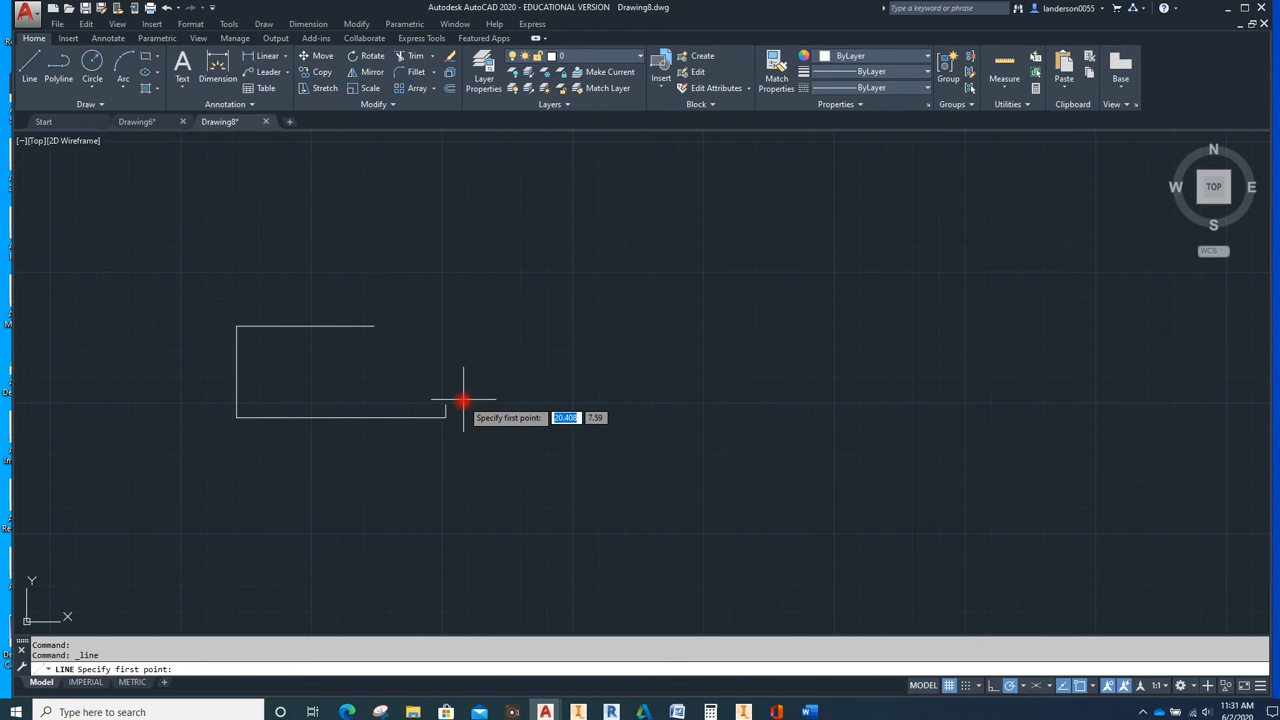 Autodesk AutoCAD 2020 - EDUCATIONAL VERSION Drawing8.dwg
Type a keyword or phrase
landerson0055
File Edit View Insert Format Tools Draw Dimension Modify Parametric Window Help Express
Home Insert Annotate Parametric View Manage Output Add-ins Collaborate Express Tools Featured Apps
Line
Polyline
Circle
Arc
Draw
Text
Dimension
Linear
Leader
Table
Annotation
Move
Rotate
Trim
Copy
Mirror
Fillet
Stretch
Scale
Array
Modify
Layer
Properties
0
Make Current
Match Layer
Layers
Insert
Create
Edit
Edit Attributes
Block
Match
Properties
ByLayer
ByLayer
ByLayer
Properties
Group
Groups
Measure
Utilities
Paste
Clipboard
Base
View
Start
Drawing6*
Drawing8*
[−][Top][2D Wireframe]
N
W
TOP
E
S
WCS
Specify first point:
20.408
7.59
Y
X
Command:
Command: _line
LINE Specify first point:
Model IMPERIAL METRIC
MODEL
1:1
Type here to search
11:31 AM
6/2/2020